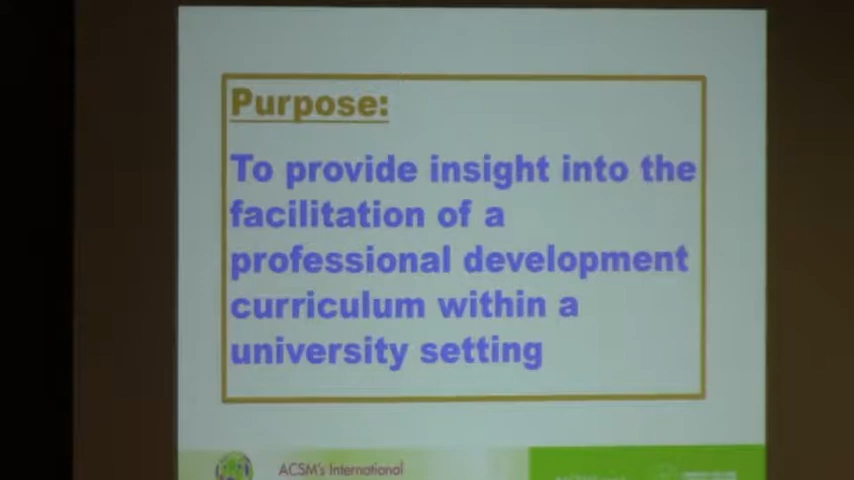 Purpose:
To provide insight into the
facilitation of a
professional development
curriculum within a
university setting
ACSM's International